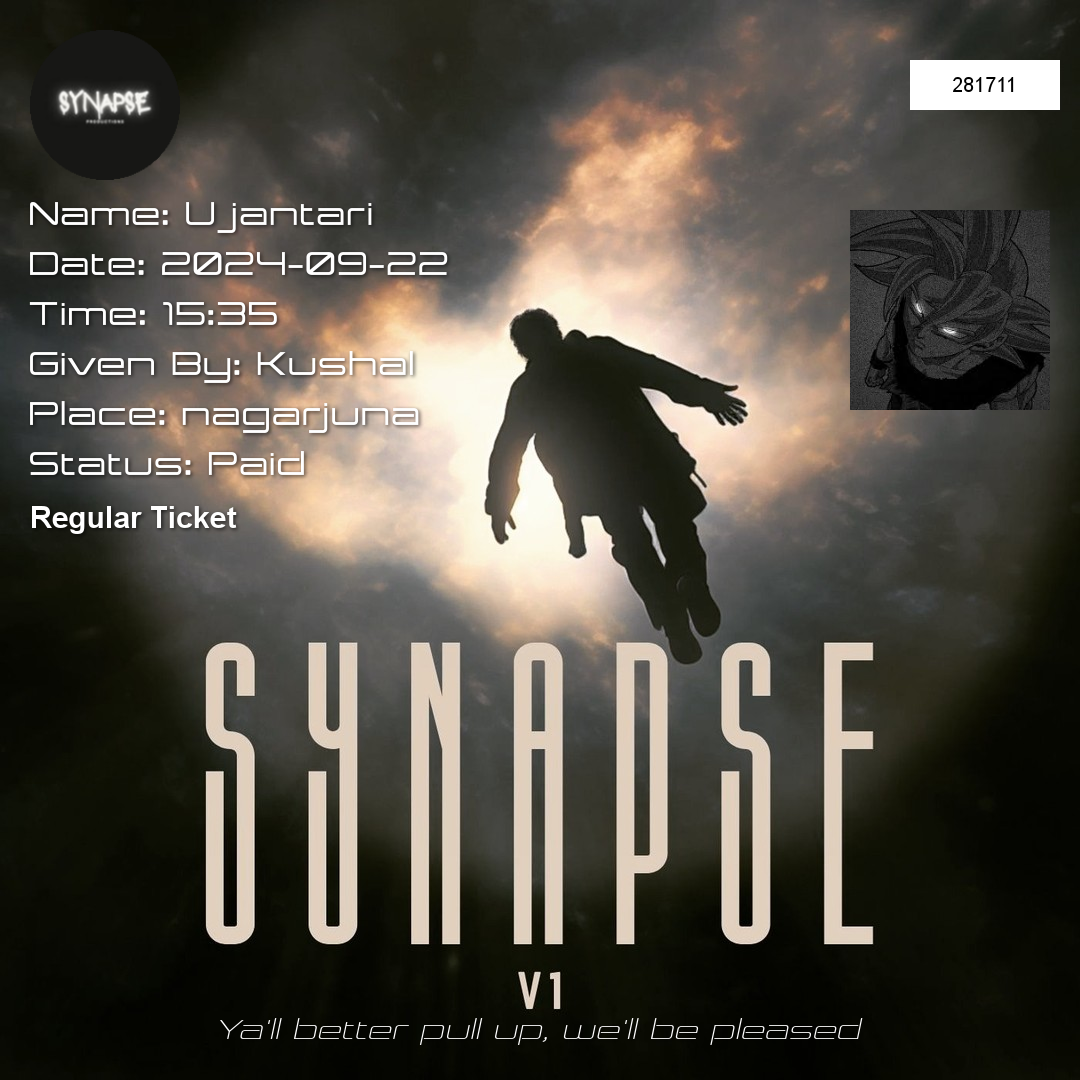 SYNAPSE
PRODUCTIONS
281711
Name: Ujantari
Date: 2024-09-22
Time: 15:35
Given By: Kushal
Place: nagarjuna
Status: Paid
Regular Ticket
SYNAPSE
V1
Ya'll better pull up, we'll be pleased